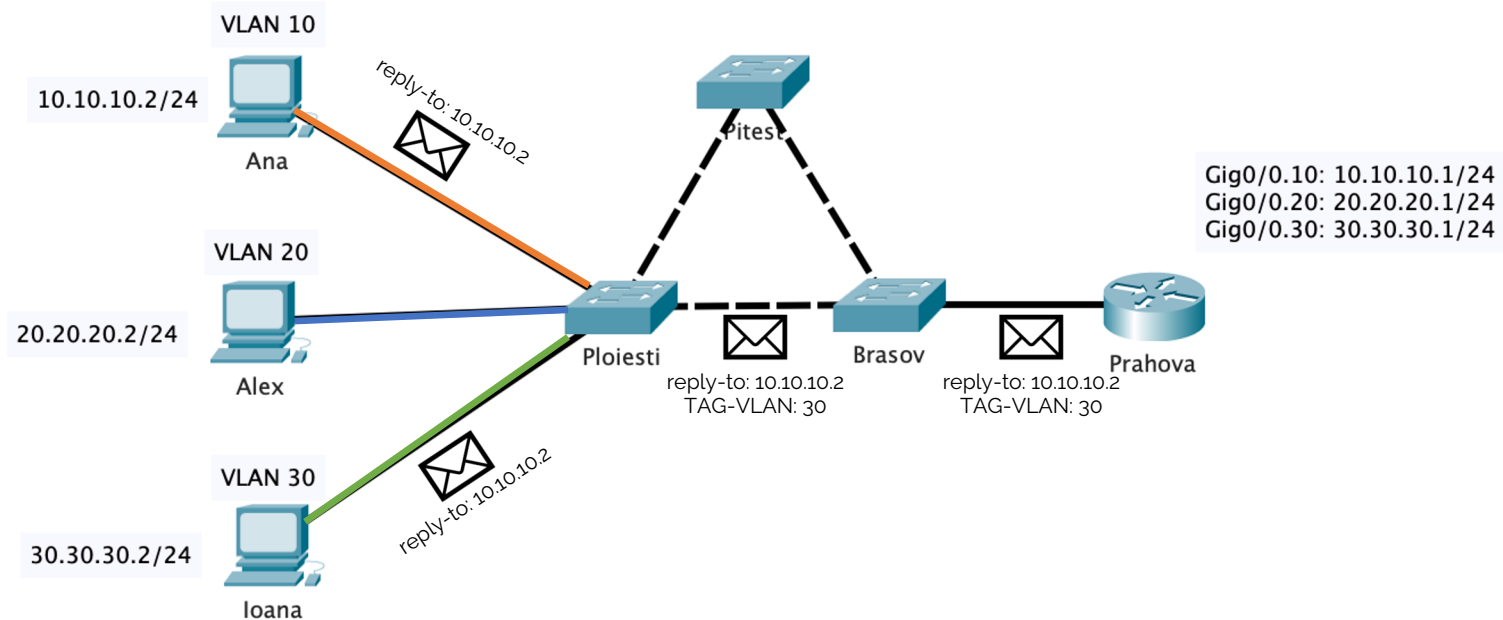 VLAN 10
10.10.10.2/24
Ana
reply-to: 10.10.10.2
Pitest
VLAN 20
20.20.20.2/24
Alex
Ploiesti
Brasov
Prahova
Gig0/0.10: 10.10.10.1/24
Gig0/0.20: 20.20.20.1/24
Gig0/0.30: 30.30.30.1/24
reply-to: 10.10.10.2
TAG-VLAN: 30
reply-to: 10.10.10.2
TAG-VLAN: 30
VLAN 30
30.30.30.2/24
Ioana
reply-to: 10.10.10.2